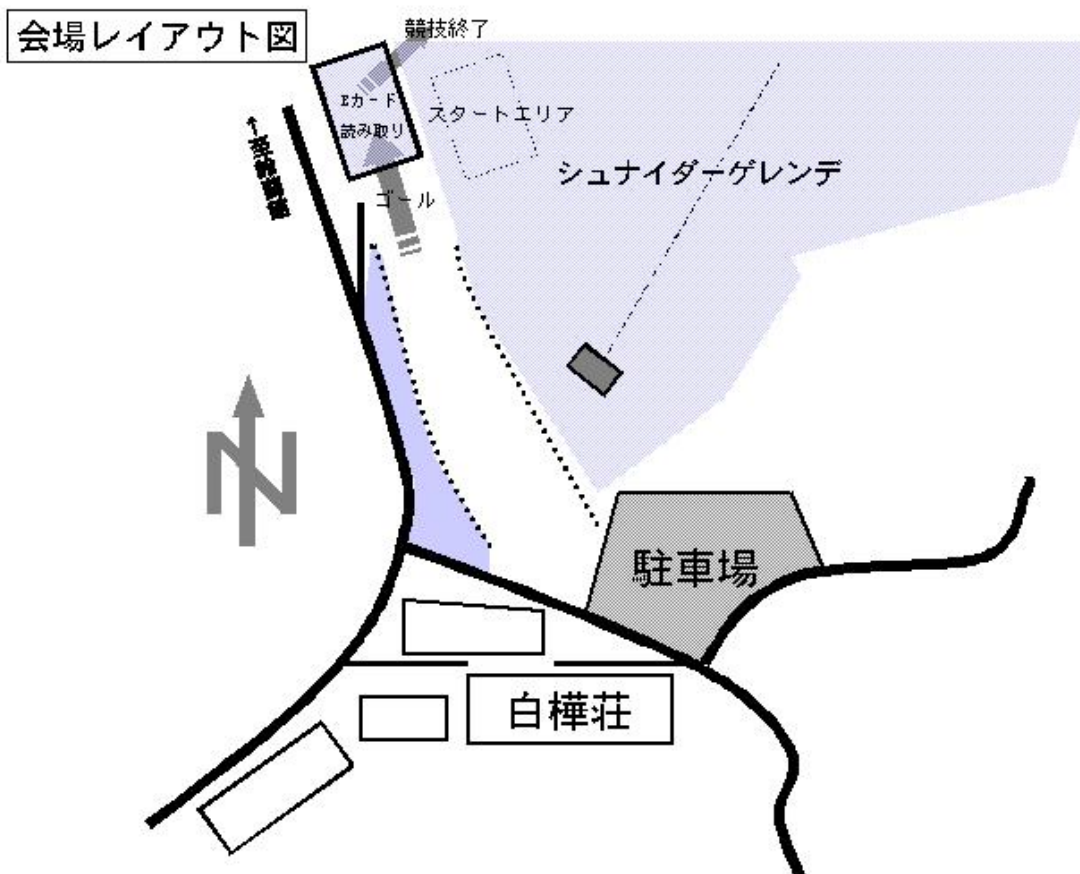 会場レイアウト図
競技終了
Eカード
読み取り
スタートエリア
シュナイダーゲレンデ
ゴール
N
駐車場
白樺荘